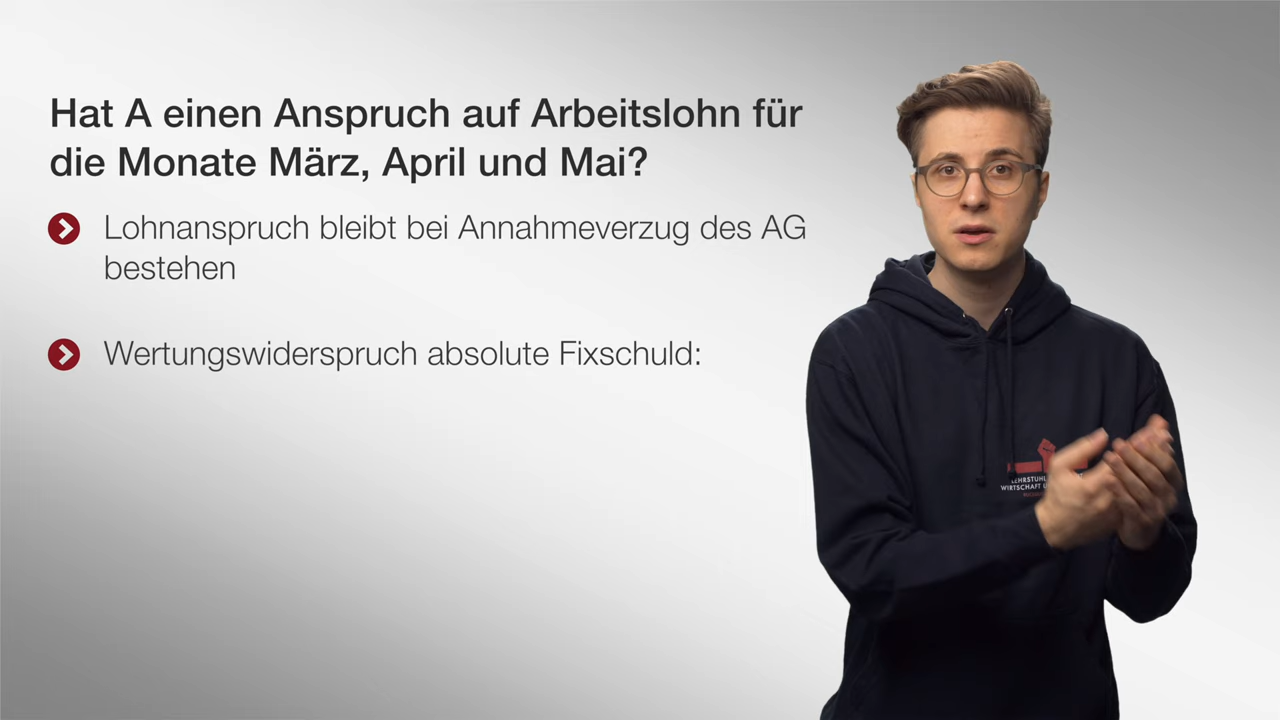 Hat A einen Anspruch auf Arbeitslohn für
die Monate März, April und Mai?
Lohnanspruch bleibt bei Annahmeverzug des AG
bestehen
Wertungswiderspruch absolute Fixschuld:
LEHRSTUHL
WIRTSCHAFT